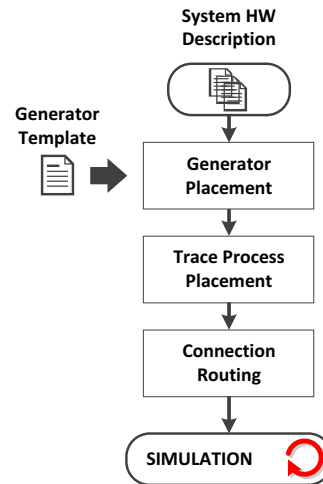 System HW
Description
Generator
Template
Generator
Placement
Trace Process
Placement
Connection
Routing
SIMULATION